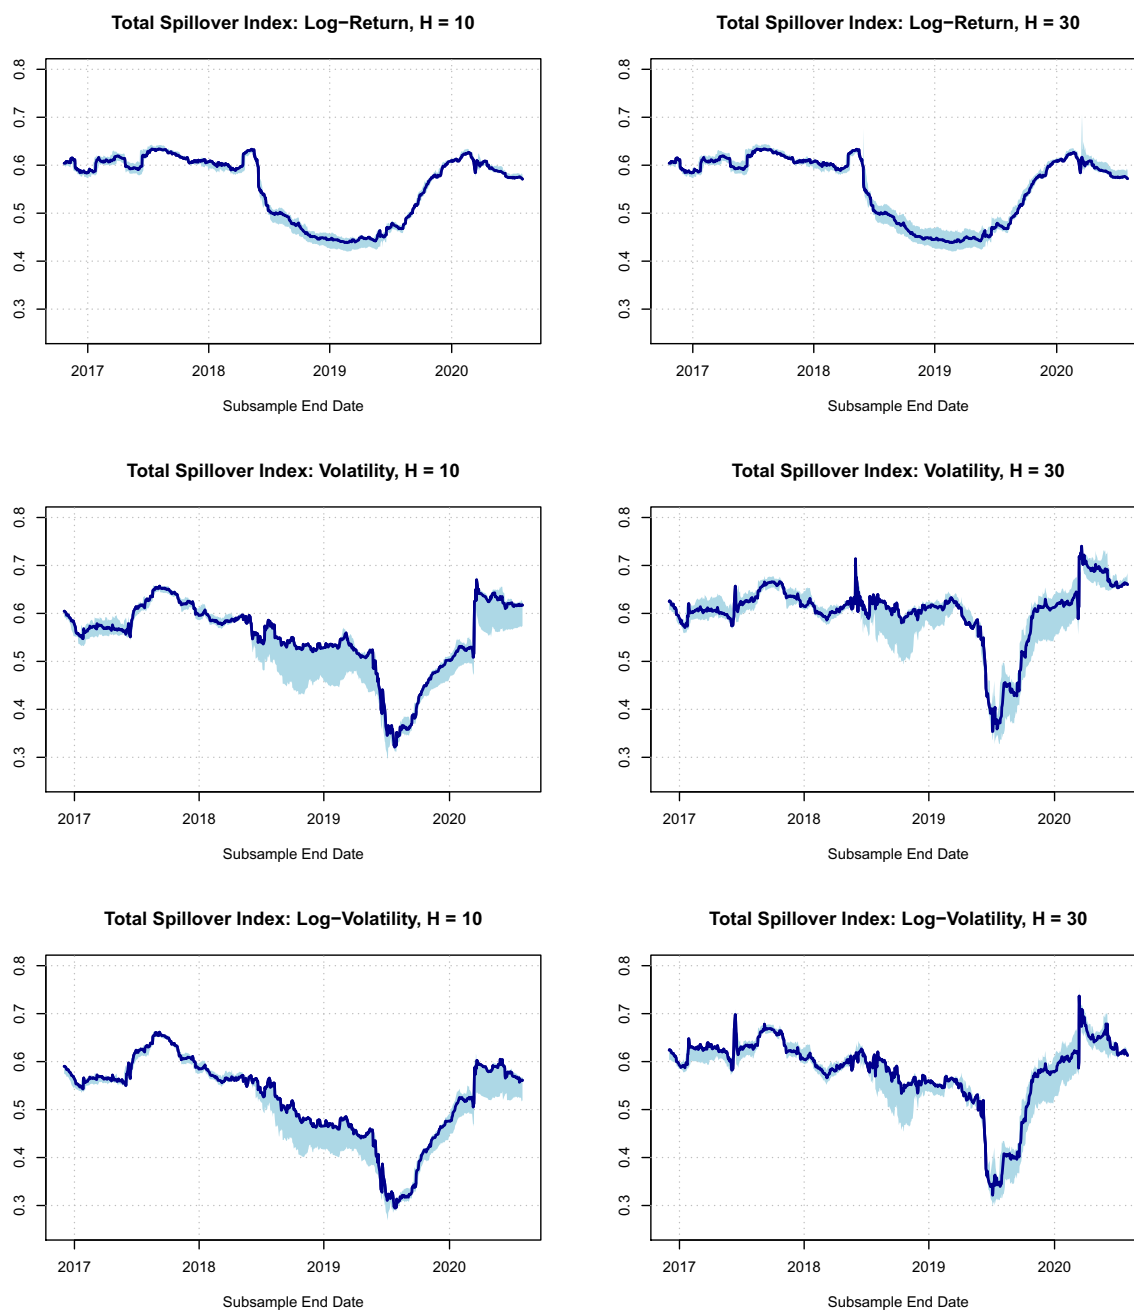 Total Spillover Index: Log−Return, H = 10
0.8
0.7
0.6
0.5
0.4
0.3
2017 2018 2019 2020
Subsample End Date
Total Spillover Index: Log−Return, H = 30
0.8
0.7
0.6
0.5
0.4
0.3
2017 2018 2019 2020
Subsample End Date
Total Spillover Index: Volatility, H = 10
0.8
0.7
0.6
0.5
0.4
0.3
2017 2018 2019 2020
Subsample End Date
Total Spillover Index: Volatility, H = 30
0.8
0.7
0.6
0.5
0.4
0.3
2017 2018 2019 2020
Subsample End Date
Total Spillover Index: Log−Volatility, H = 10
0.8
0.7
0.6
0.5
0.4
0.3
2017 2018 2019 2020
Subsample End Date
Total Spillover Index: Log−Volatility, H = 30
0.8
0.7
0.6
0.5
0.4
0.3
2017 2018 2019 2020
Subsample End Date